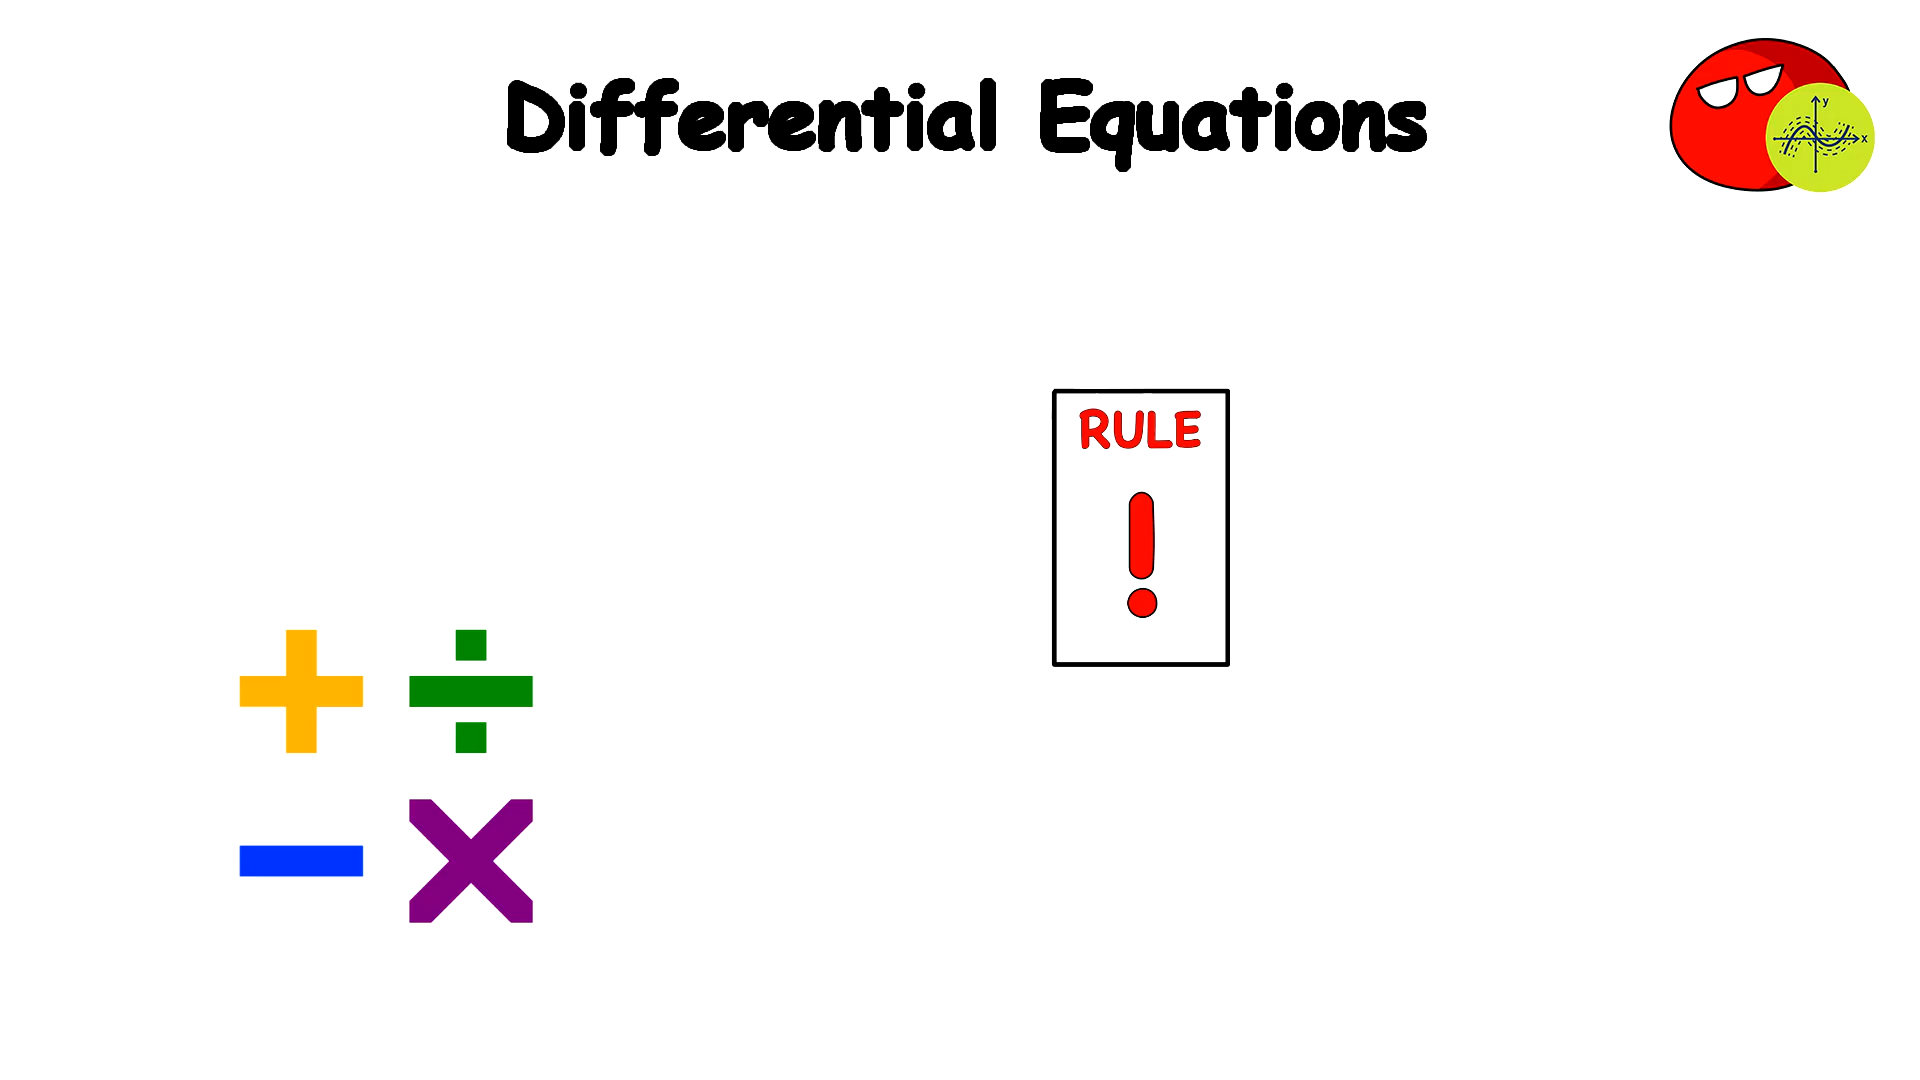 Differential Equations
y
x
RULE
!
+ ÷
− ×